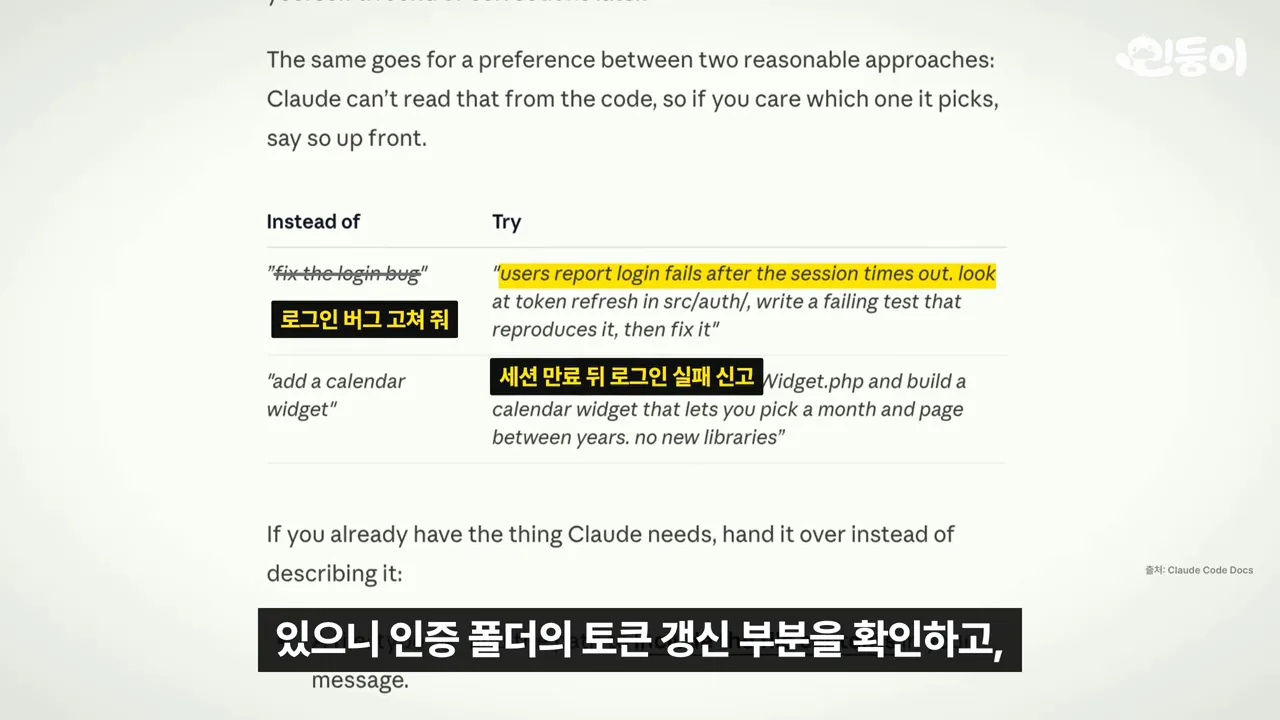 인둥이
The same goes for a preference between two reasonable approaches:
Claude can't read that from the code, so if you care which one it picks,
say so up front.
Instead of
Try
"fix the login bug"
로그인 버그 고쳐 줘
"users report login fails after the session times out. look
at token refresh in src/auth/, write a failing test that
reproduces it, then fix it"
"add a calendar
widget"
세션 만료 뒤 로그인 실패 신고
Widget.php and build a
calendar widget that lets you pick a month and page
between years. no new libraries"
If you already have the thing Claude needs, hand it over instead of
describing it:
출처: Claude Code Docs
있으니 인증 폴더의 토큰 갱신 부분을 확인하고,
message.